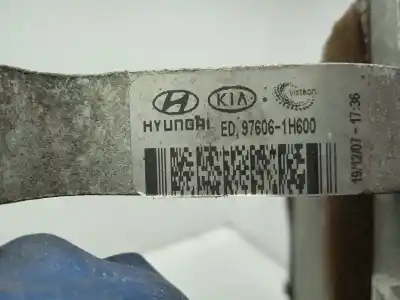 KIA
Visteon
HYUNDAI ED, 97606-1H600
19/12/07 - 17:36